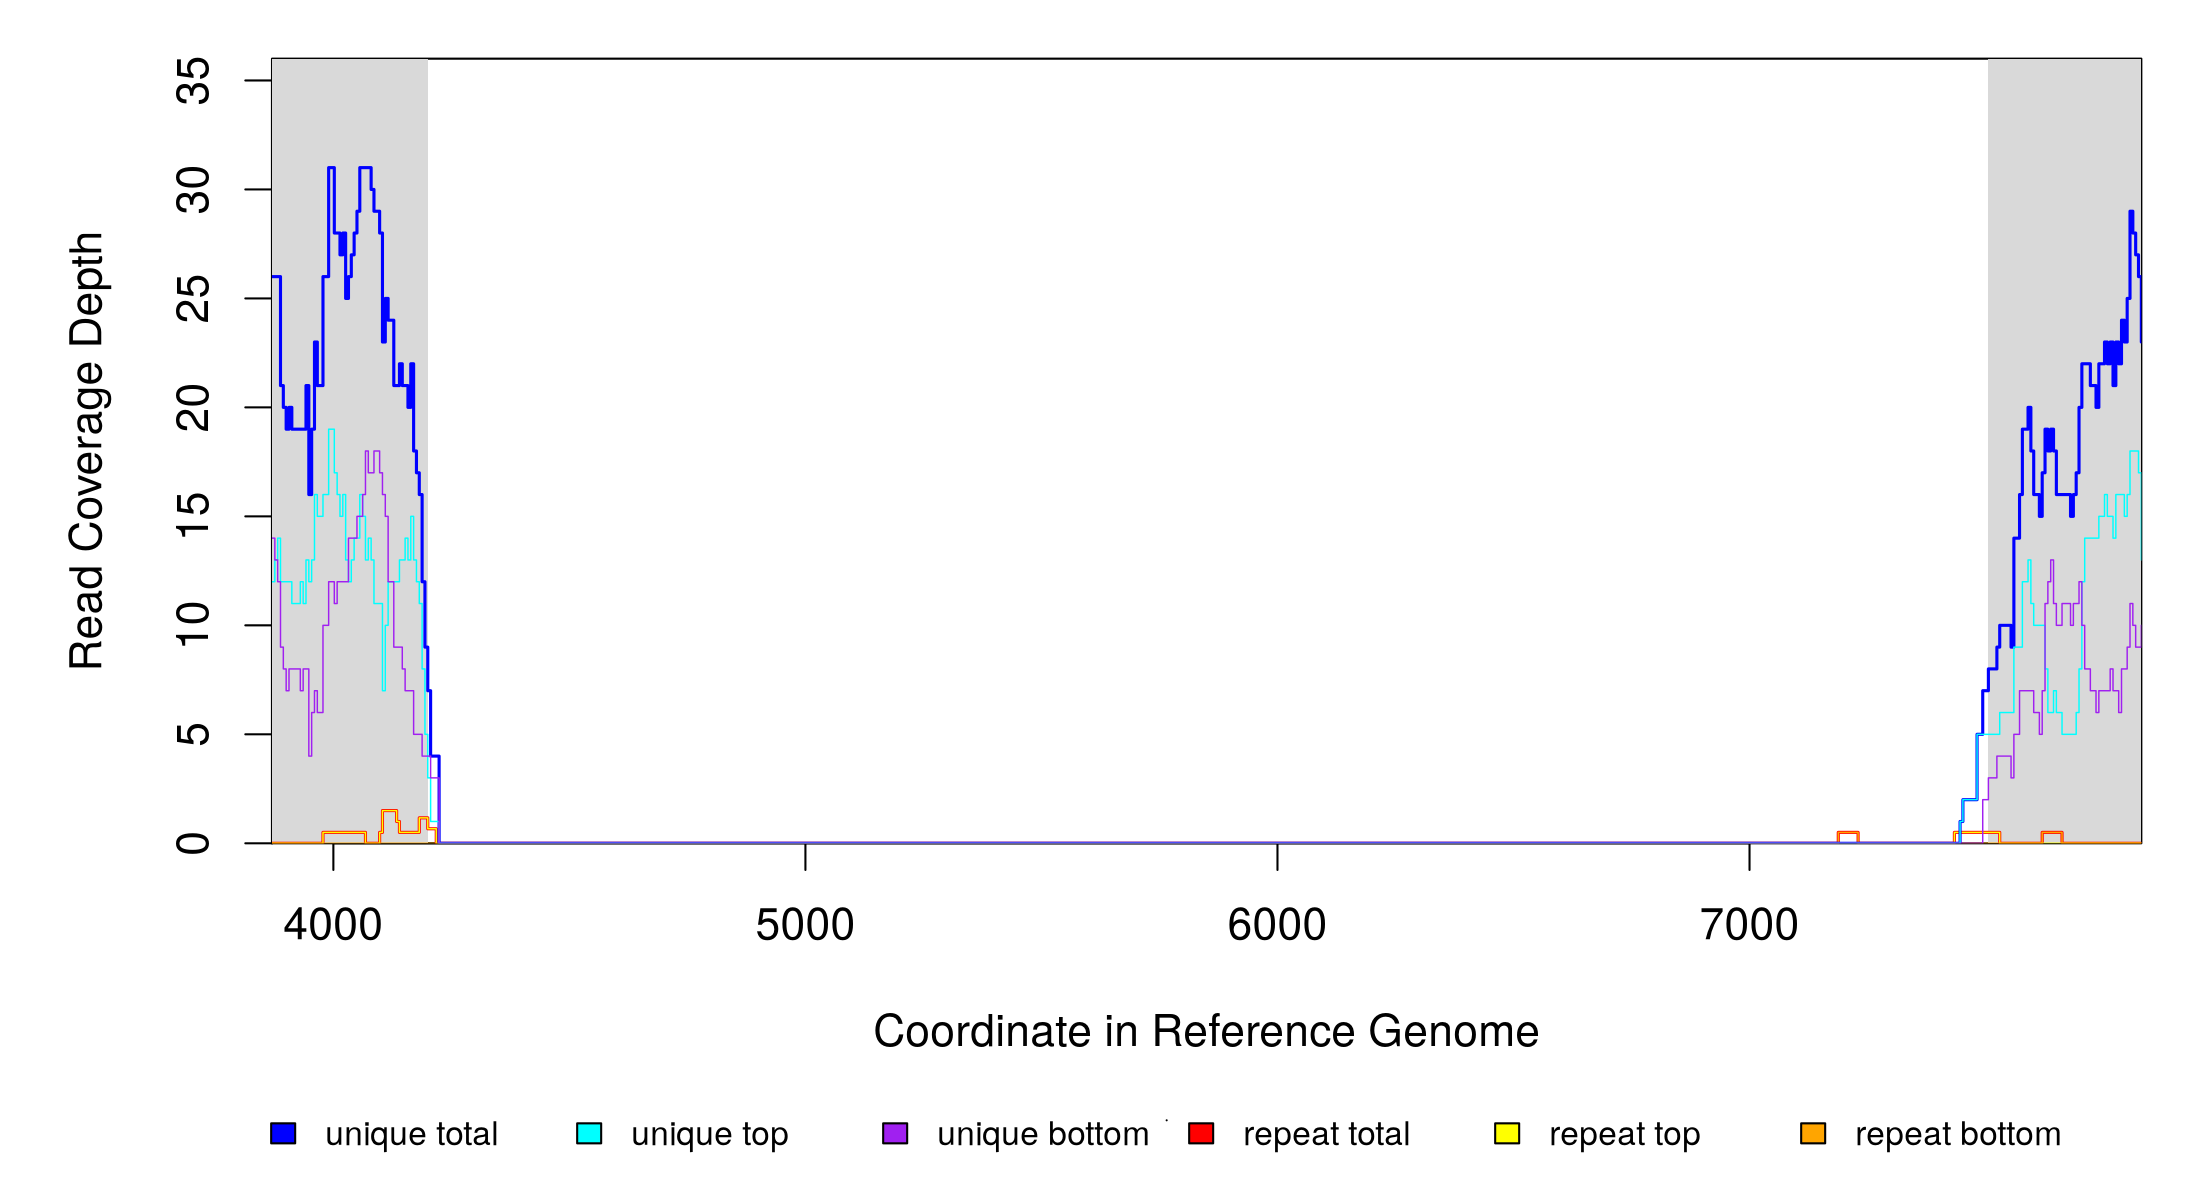 Read Coverage Depth
35
30
25
20
15
10
5
0
4000 5000 6000 7000
Coordinate in Reference Genome
unique total unique top unique bottom repeat total repeat top repeat bottom